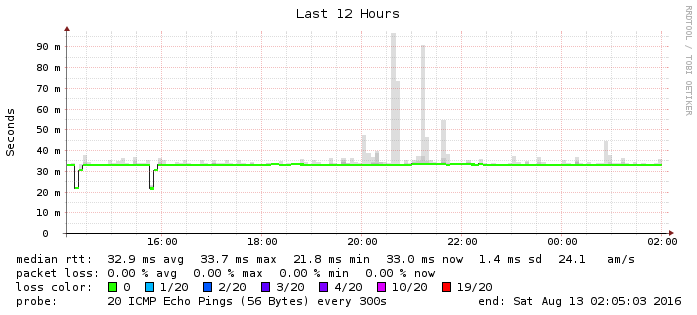 Last 12 Hours
RRDTOOL / TOBI OETIKER
Seconds
90 m
80 m
70 m
60 m
50 m
40 m
30 m
20 m
10 m
0
16:00 18:00 20:00 22:00 00:00 02:00
median rtt: 32.9 ms avg 33.7 ms max 21.8 ms min 33.0 ms now 1.4 ms sd 24.1 am/s
packet loss: 0.00 % avg 0.00 % max 0.00 % min 0.00 % now
loss color: 0 1/20 2/20 3/20 4/20 10/20 19/20
probe: 20 ICMP Echo Pings (56 Bytes) every 300s end: Sat Aug 13 02:05:03 2016